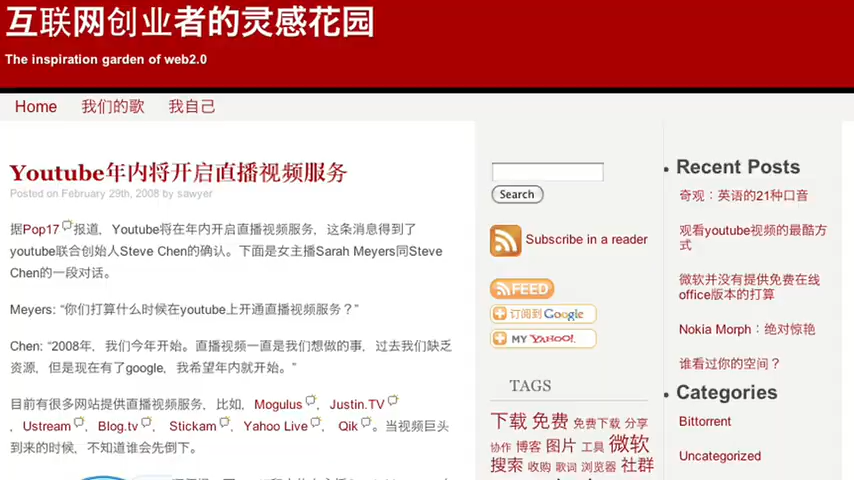 互联网创业者的灵感花园
The inspiration garden of web2.0
Home 我们的歌 我自己
Youtube年内将开启直播视频服务
Posted on February 29th, 2008 by sawyer
据Pop17报道，Youtube将在年内开启直播视频服务，这条消息得到了
youtube联合创始人Steve Chen的确认。下面是女主播Sarah Meyers同Steve
Chen的一段对话。
Meyers: “你们打算什么时候在youtube上开通直播视频服务？”
Chen: “2008年，我们今年开始。直播视频一直是我们想做的事，过去我们缺乏
资源，但是现在有了google，我希望年内就开始。”
目前有很多网站提供直播视频服务，比如，Mogulus，Justin.TV
，Ustream，Blog.tv，Stickam，Yahoo Live，Qik。当视频巨头
到来的时候，不知道谁会先倒下。
Search
Subscribe in a reader
FEED
订阅到Google
MY YAHOO!
TAGS
下载 免费 免费下载 分享
协作 博客 图片 工具 微软
搜索 收购 歌词 浏览器 社群
Recent Posts
奇观：英语的21种口音
观看youtube视频的最酷方
式
微软并没有提供免费在线
office版本的打算
Nokia Morph：绝对惊艳
谁看过你的空间？
Categories
Bittorrent
Uncategorized